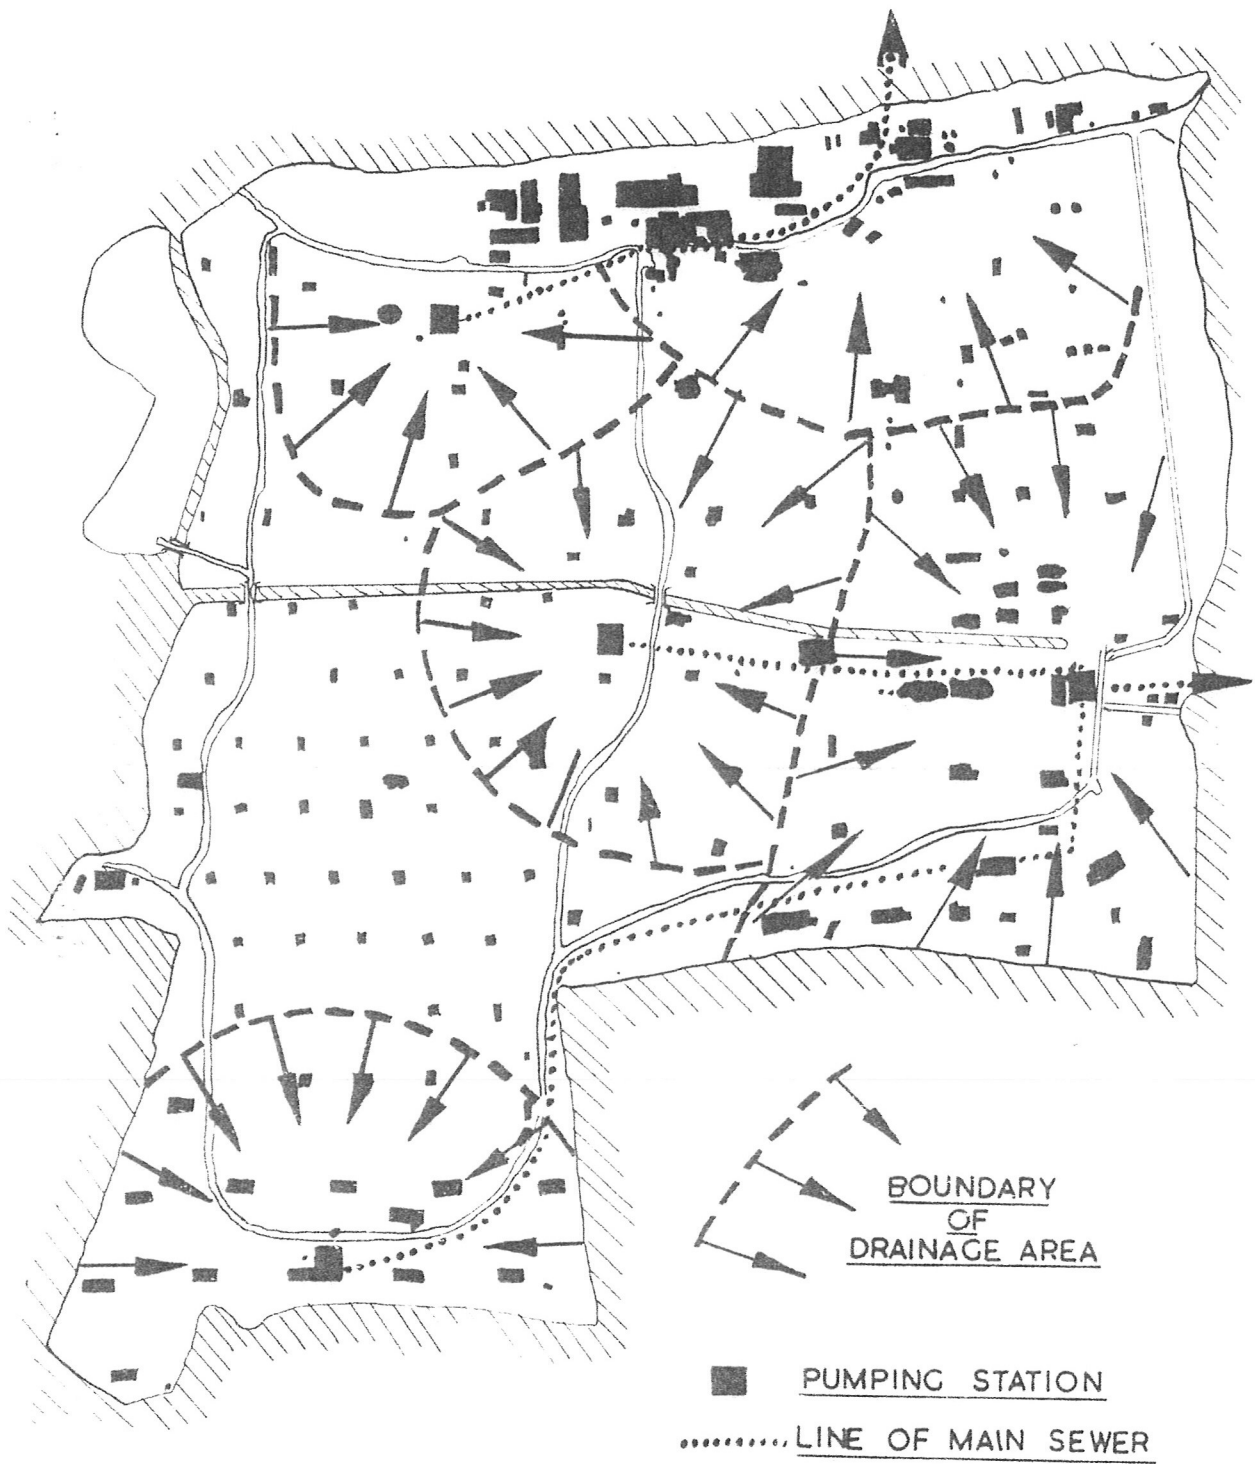 BOUNDARY
OF
DRAINAGE AREA
PUMPING STATION
LINE OF MAIN SEWER